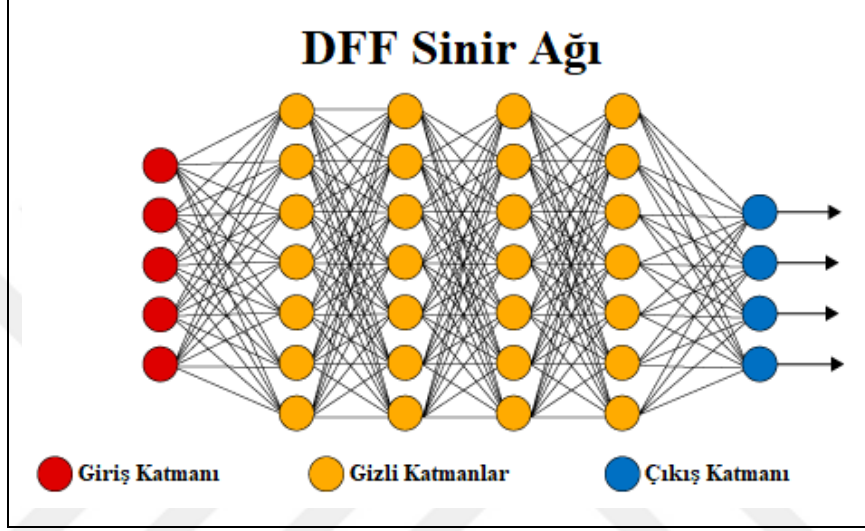 DFF Sinir Ağı
Giriş Katmanı
Gizli Katmanlar
Çıkış Katmanı